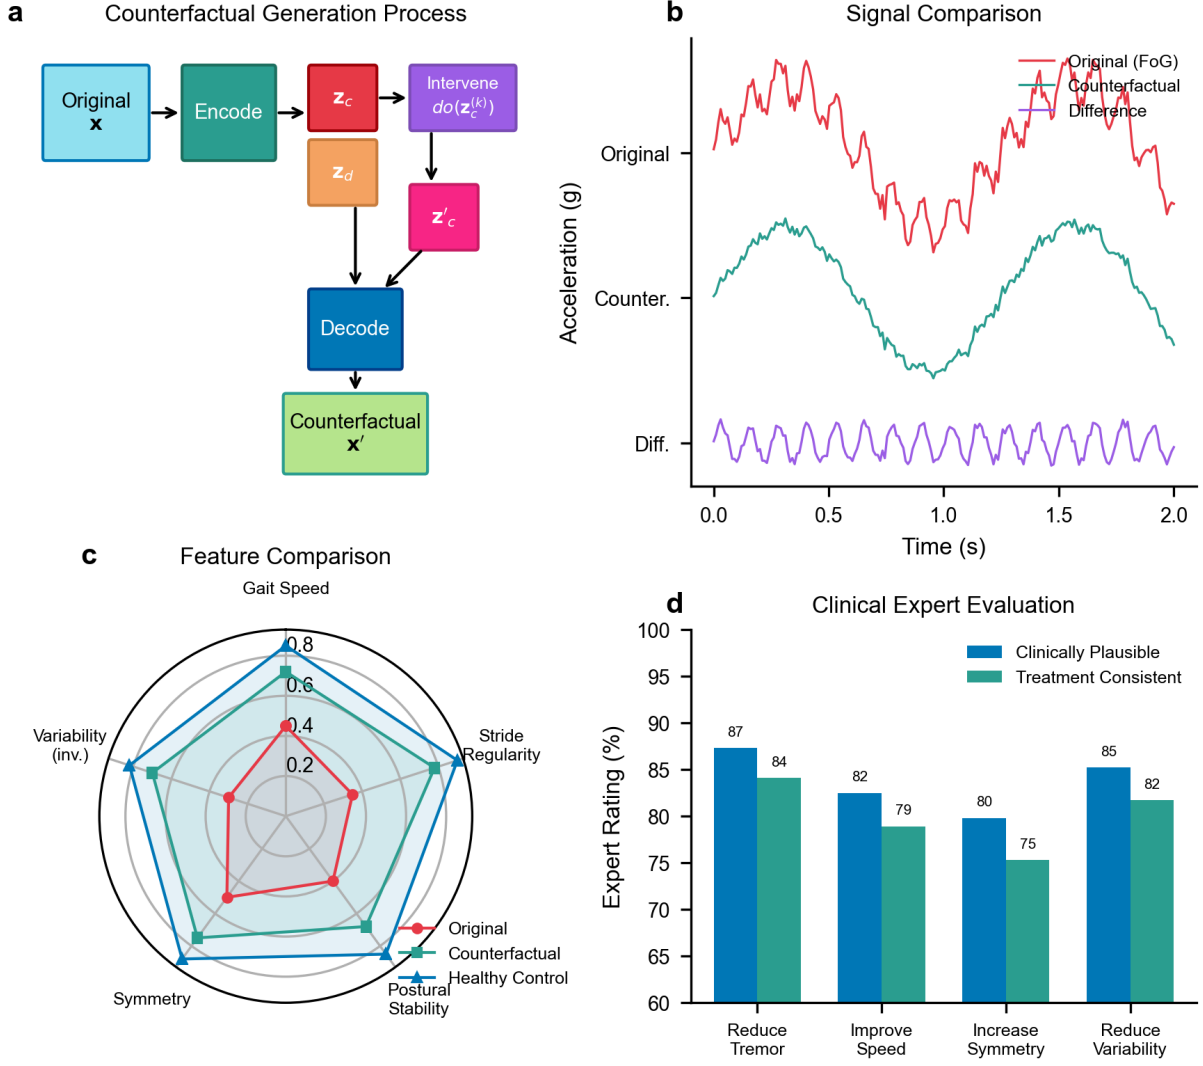 a
Counterfactual Generation Process
Original
x
Encode
z_c
Intervene
do(z_c^(k))
z_d
z′_c
Decode
Counterfactual
x′
b
Signal Comparison
Original (FoG)
Counterfactual
Difference
Acceleration (g)
Original
Counter.
Diff.
0.0 0.5 1.0 1.5 2.0
Time (s)
c
Feature Comparison
Gait Speed
0.8
0.6
0.4
0.2
Variability
(inv.)
Stride
Regularity
Symmetry
Postural
Stability
Original
Counterfactual
Healthy Control
d
Clinical Expert Evaluation
Clinically Plausible
Treatment Consistent
Expert Rating (%)
100
95
90
85
80
75
70
65
60
87 84 82 79 80 75 85 82
Reduce
Tremor
Improve
Speed
Increase
Symmetry
Reduce
Variability